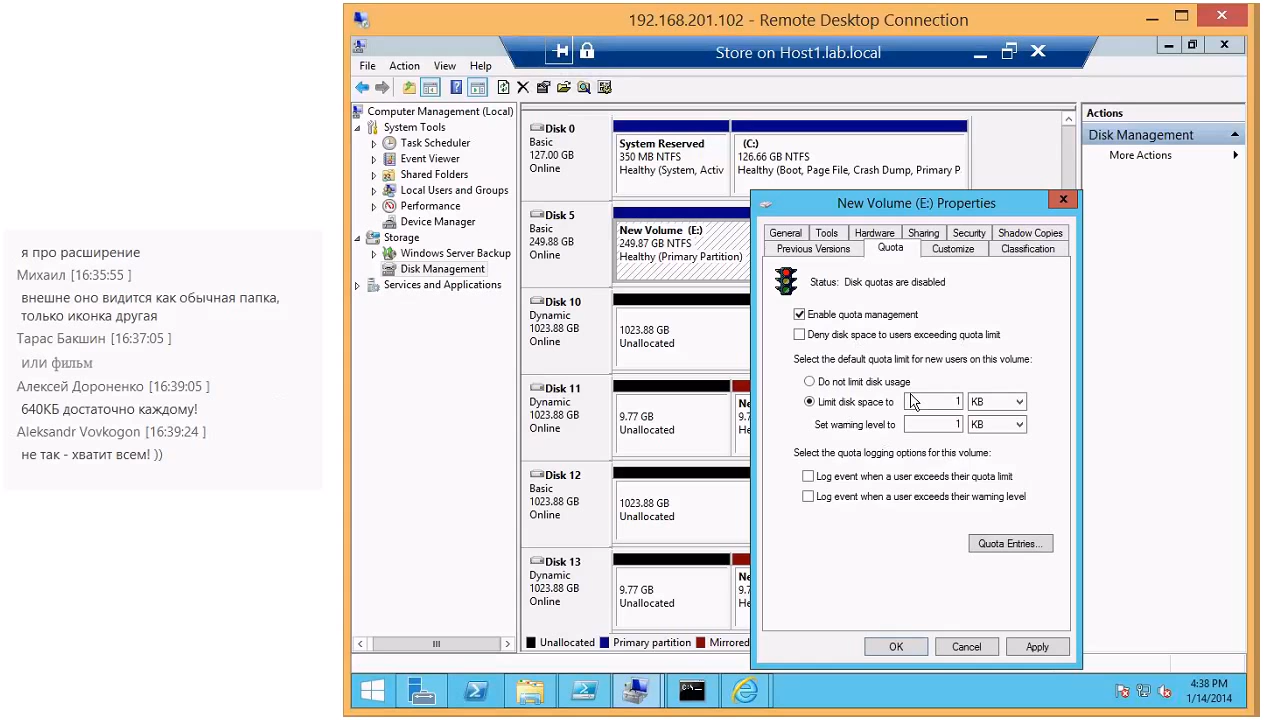 я про расширение
Михаил [16:35:55 ]
внешне оно видится как обычная папка,
только иконка другая
Тарас Бакшин [16:37:05 ]
или фильм
Алексей Дороненко [16:39:05 ]
640КБ достаточно каждому!
Aleksandr Vovkogon [16:39:24 ]
не так - хватит всем! ))
192.168.201.102 - Remote Desktop Connection
Store on Host1.lab.local
File Action View Help
Computer Management (Local)
System Tools
Task Scheduler
Event Viewer
Shared Folders
Local Users and Groups
Performance
Device Manager
Storage
Windows Server Backup
Disk Management
Services and Applications
Disk 0
Basic
127.00 GB
Online
System Reserved
350 MB NTFS
Healthy (System, Activ
(C:)
126.66 GB NTFS
Healthy (Boot, Page File, Crash Dump, Primary P
Disk 5
Basic
249.88 GB
Online
New Volume (E:)
249.87 GB NTFS
Healthy (Primary Partition)
Disk 10
Dynamic
1023.88 GB
Online
1023.88 GB
Unallocated
Disk 11
Dynamic
1023.88 GB
Online
9.77 GB
Unallocated
Ne
9.7
He
Disk 12
Basic
1023.88 GB
Online
1023.88 GB
Unallocated
Disk 13
Dynamic
1023.88 GB
Online
9.77 GB
Unallocated
Ne
9.7
He
Unallocated Primary partition Mirrored
Actions
Disk Management
More Actions
New Volume (E:) Properties
General Tools Hardware Sharing Security Shadow Copies
Previous Versions Quota Customize Classification
Status: Disk quotas are disabled
Enable quota management
Deny disk space to users exceeding quota limit
Select the default quota limit for new users on this volume:
Do not limit disk usage
Limit disk space to 1 KB
Set warning level to 1 KB
Select the quota logging options for this volume:
Log event when a user exceeds their quota limit
Log event when a user exceeds their warning level
Quota Entries...
OK Cancel Apply
4:38 PM
1/14/2014